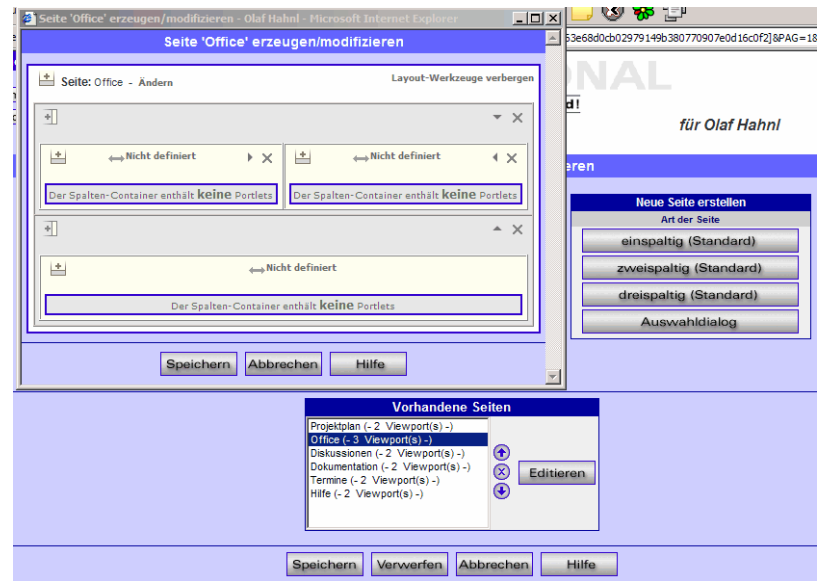 Seite 'Office' erzeugen/modifizieren - Olaf Hahnl - Microsoft Internet Explorer
Seite 'Office' erzeugen/modifizieren
Seite: Office - Ändern
Layout-Werkzeuge verbergen
Nicht definiert
Nicht definiert
Der Spalten-Container enthält keine Portlets
Der Spalten-Container enthält keine Portlets
Nicht definiert
Der Spalten-Container enthält keine Portlets
Speichern
Abbrechen
Hilfe
53e68d0cb02979149b380770907e0d16c0f2]&PAG=1&
ONAL
d!
für Olaf Hahnl
eren
Neue Seite erstellen
Art der Seite
einspaltig (Standard)
zweispaltig (Standard)
dreispaltig (Standard)
Auswahldialog
Vorhandene Seiten
Projektplan (- 2 Viewport(s) -)
Office (- 3 Viewport(s) -)
Diskussionen (- 2 Viewport(s) -)
Dokumentation (- 2 Viewport(s) -)
Termine (- 2 Viewport(s) -)
Hilfe (- 2 Viewport(s) -)
Editieren
Speichern
Verwerfen
Abbrechen
Hilfe